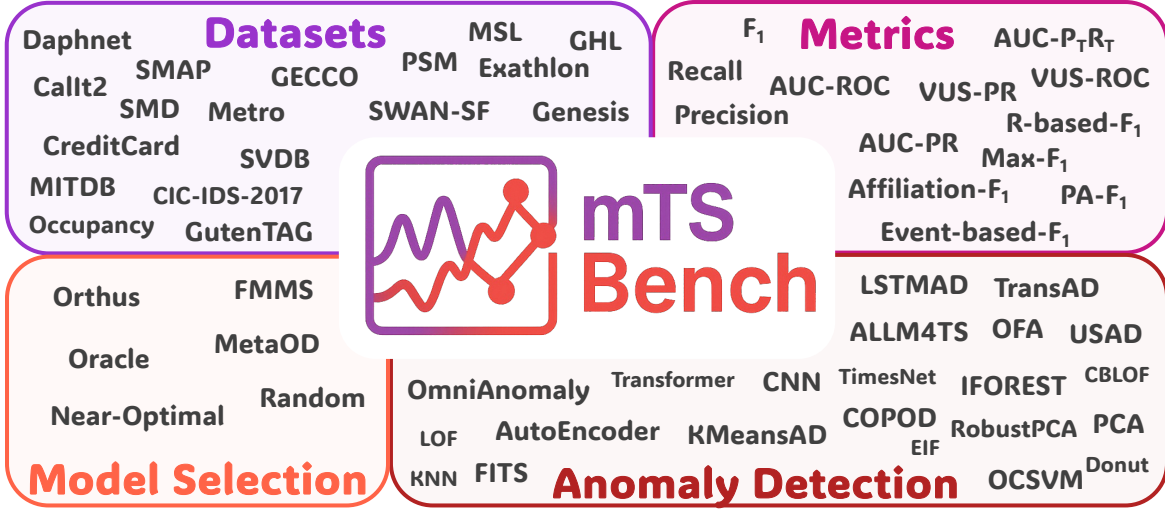 Datasets
Daphnet
MSL
GHL
CalIt2
SMAP
GECCO
PSM
Exathlon
SMD
Metro
SWAN-SF
Genesis
CreditCard
SVDB
MITDB
CIC-IDS-2017
Occupancy
GutenTAG
Metrics
F₁
AUC-PₜRₜ
Recall
AUC-ROC
VUS-PR
VUS-ROC
Precision
R-based-F₁
AUC-PR
Max-F₁
Affiliation-F₁
PA-F₁
Event-based-F₁
mTS
Bench
Orthus
FMMS
Oracle
MetaOD
Near-Optimal
Random
Model Selection
LSTMAD
TransAD
ALLM4TS
OFA
USAD
OmniAnomaly
Transformer
CNN
TimesNet
IFOREST
CBLOF
LOF
AutoEncoder
KMeansAD
COPOD
EIF
RobustPCA
PCA
KNN
FITS
OCSVM
Donut
Anomaly Detection